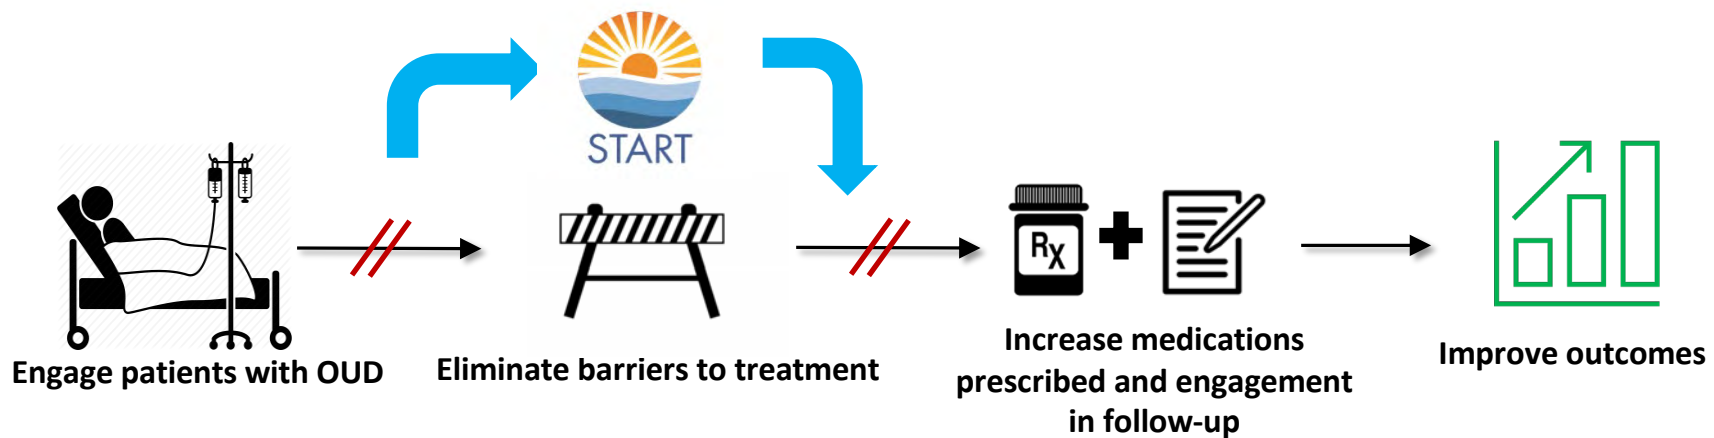 START
Engage patients with OUD
Eliminate barriers to treatment
Rx
Increase medications
prescribed and engagement
in follow-up
Improve outcomes